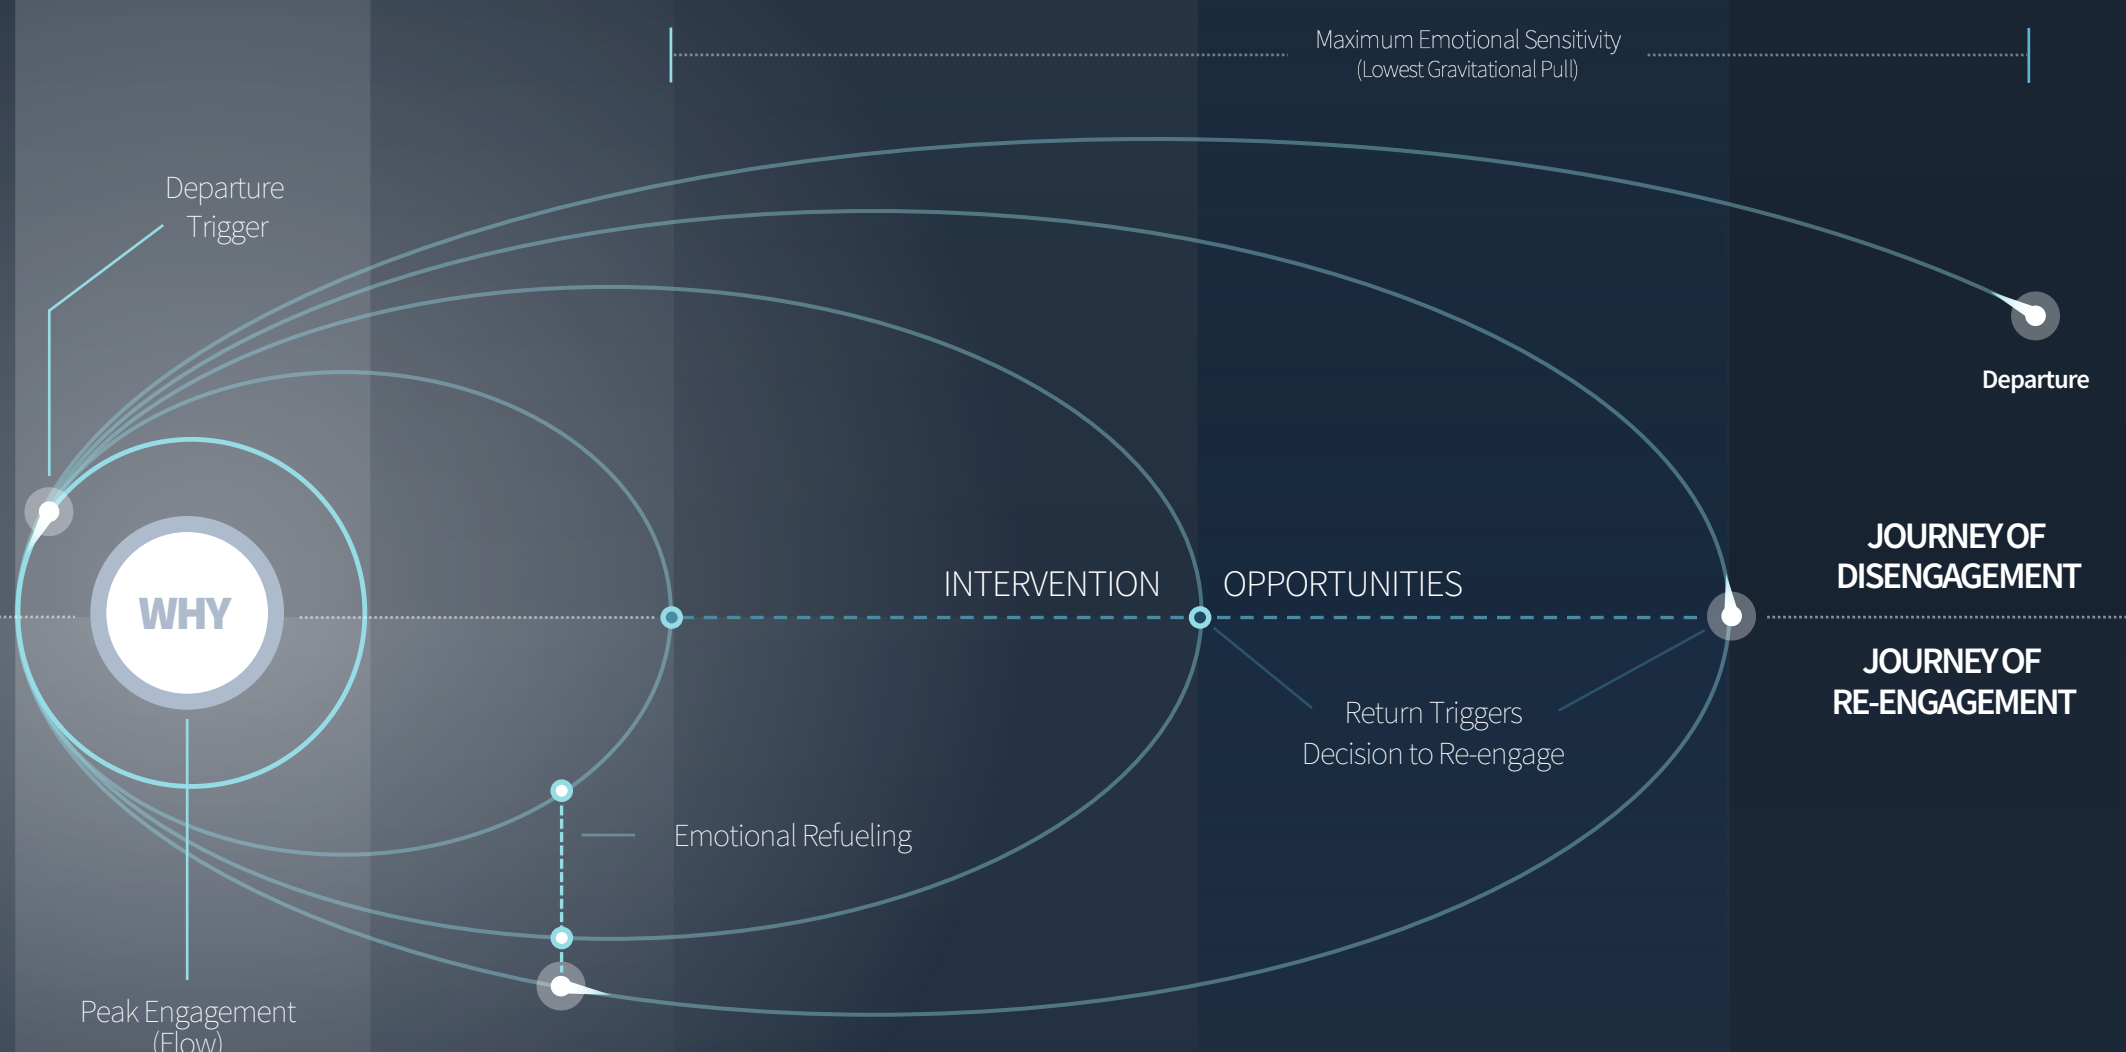 Maximum Emotional Sensitivity
(Lowest Gravitational Pull)
Departure
Trigger
Departure
JOURNEY OF
DISENGAGEMENT
INTERVENTION OPPORTUNITIES
WHY
JOURNEY OF
RE-ENGAGEMENT
Return Triggers
Decision to Re-engage
Emotional Refueling
Peak Engagement
(Flow)